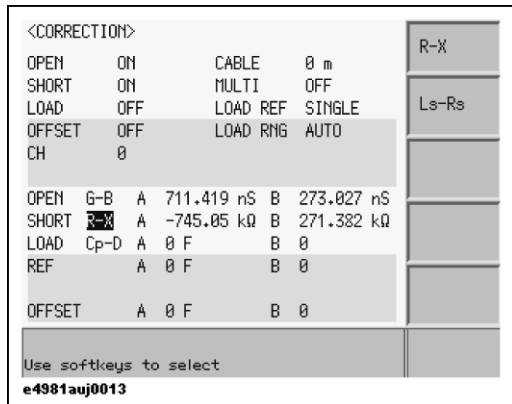 <CORRECTION>
OPEN ON CABLE 0 m
SHORT ON MULTI OFF
LOAD OFF LOAD REF SINGLE
OFFSET OFF LOAD RNG AUTO
CH 0
OPEN G-B A 711.419 nS B 273.027 nS
SHORT R-X A -745.05 kΩ B 271.382 kΩ
LOAD Cp-D A 0 F B 0
REF A 0 F B 0
OFFSET A 0 F B 0
Use softkeys to select
R-X
Ls-Rs
e4981auj0013